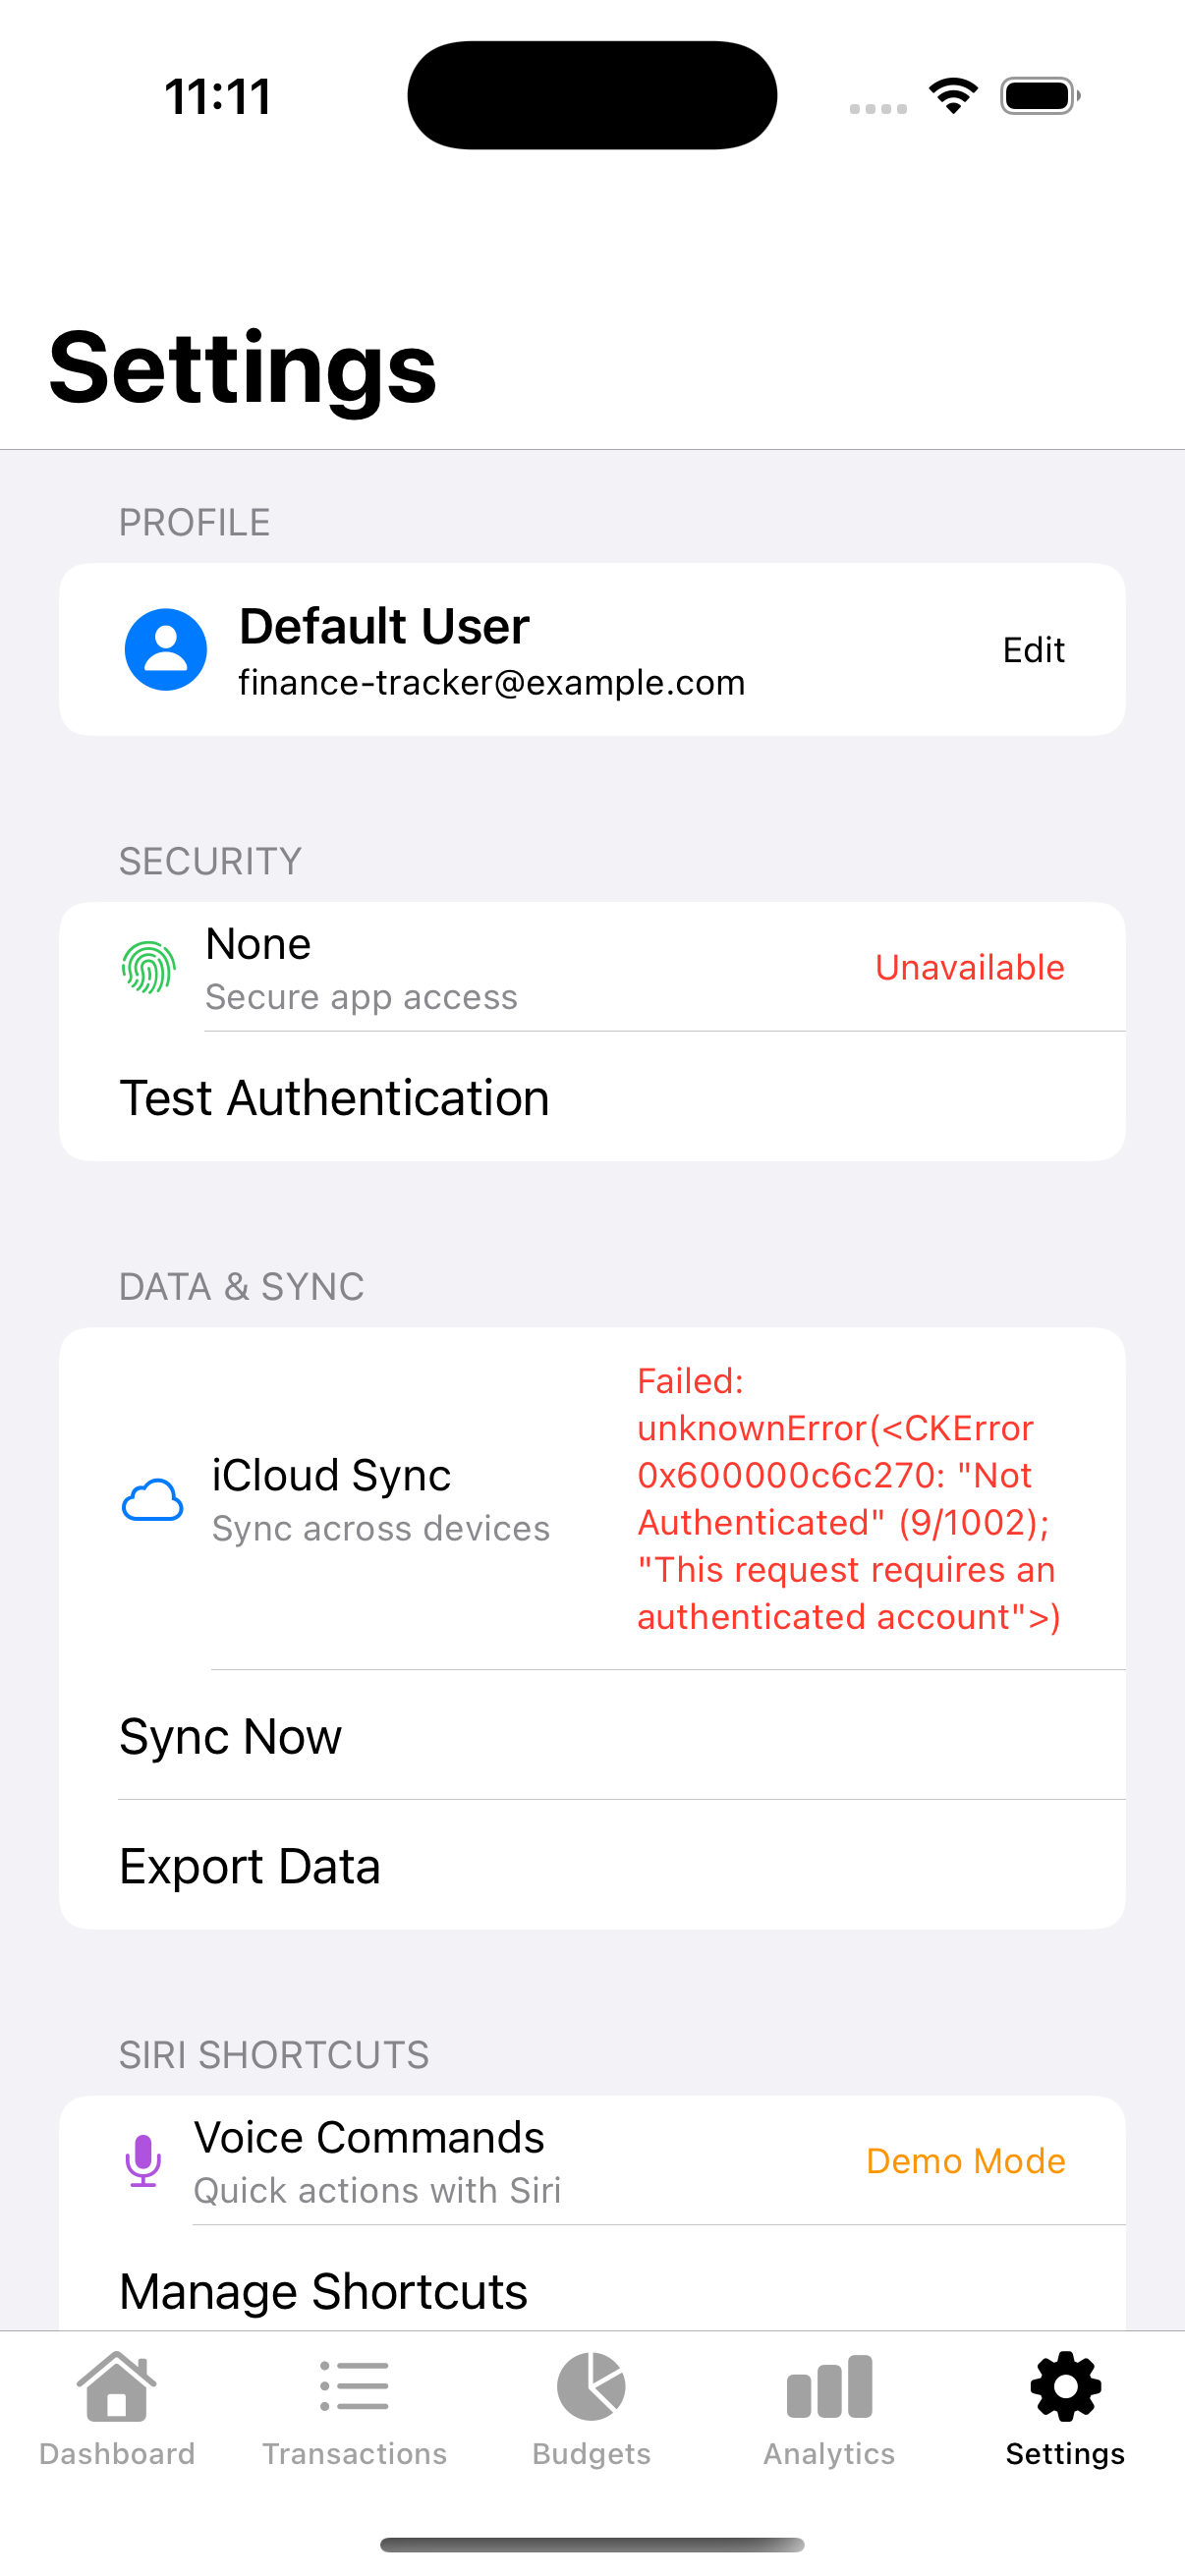 11:11
Settings
PROFILE
Default User
finance-tracker@example.com
Edit
SECURITY
None
Secure app access
Unavailable
Test Authentication
DATA & SYNC
iCloud Sync
Sync across devices
Failed:
unknownError(<CKError
0x600000c6c270: "Not
Authenticated" (9/1002);
"This request requires an
authenticated account">)
Sync Now
Export Data
SIRI SHORTCUTS
Voice Commands
Quick actions with Siri
Demo Mode
Manage Shortcuts
Dashboard
Transactions
Budgets
Analytics
Settings